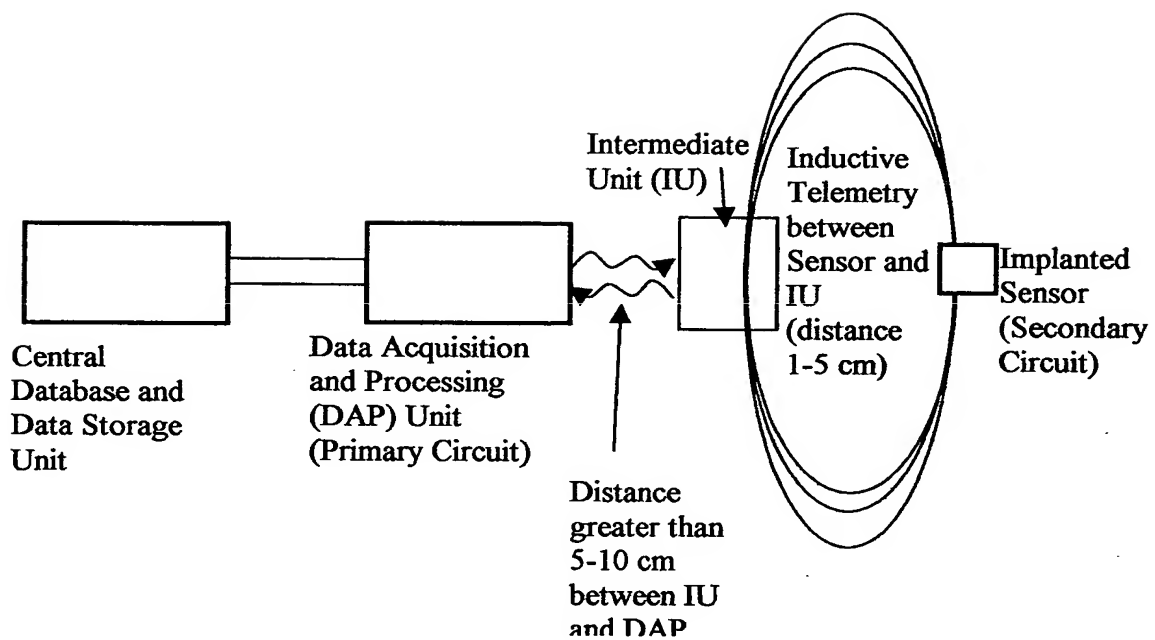 Intermediate
Unit (IU)
Inductive
Telemetry
between
Sensor and
IU
(distance
1-5 cm)
Implanted
Sensor
(Secondary
Circuit)
Central
Database and
Data Storage
Unit
Data Acquisition
and Processing
(DAP) Unit
(Primary Circuit)
Distance
greater than
5-10 cm
between IU
and DAP